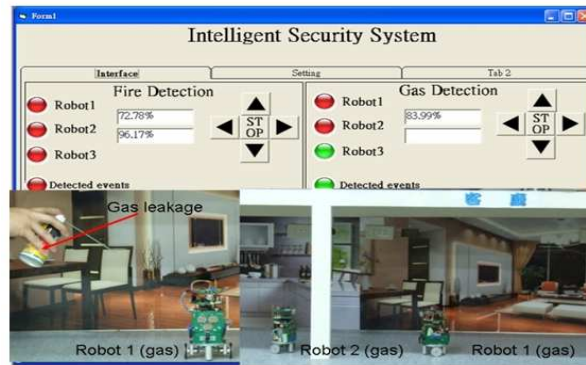 Form1
Intelligent Security System
Interface
Setting
Tab 2
Fire Detection
Robot1
Robot2
Robot3
72.78%
96.17%
ST
OP
Detected events
Gas Detection
Robot1
Robot2
Robot3
83.99%
ST
OP
Detected events
Gas leakage
Robot 1 (gas)
客廳
Robot 2 (gas)
Robot 1 (gas)